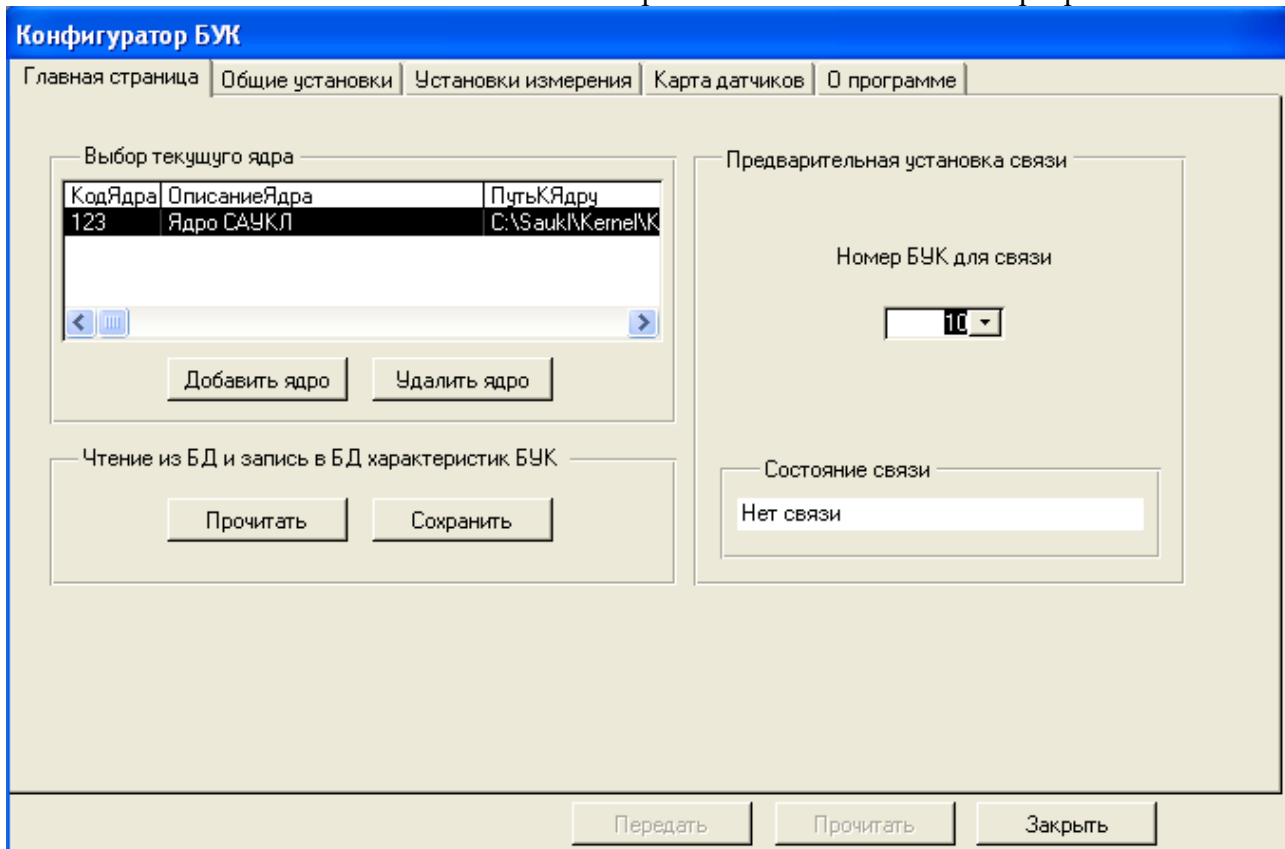 Конфигуратор БУК
Главная страница Общие установки Установки измерения Карта датчиков О программе
Выбор текущего ядра
КодЯдра ОписаниеЯдра ПутьКЯдру
123 Ядро САУКЛ C:\Saukl\Kernel\K
Добавить ядро Удалить ядро
Чтение из БД и запись в БД характеристик БУК
Прочитать Сохранить
Предварительная установка связи
Номер БУК для связи
10
Состояние связи
Нет связи
Передать Прочитать Закрыть